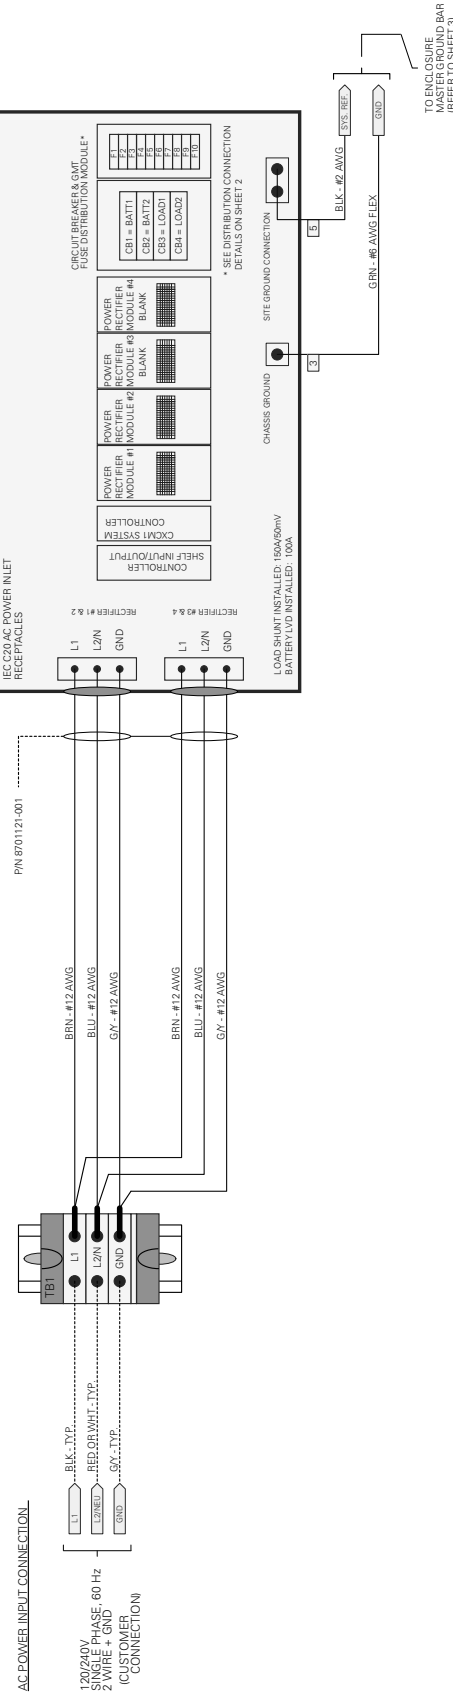 TO ENCLOSURE
MASTER GROUND BAR
(REFER TO SHEET 3)
SYS. REF.
GND
BLK - #2 AWG
GRN - #6 AWG FLEX
5
3
CIRCUIT BREAKER & GMT
FUSE DISTRIBUTION MODULE*
F1
F2
F3
F4
F5
F6
F7
F8
F9
F10
CB1 = BATT1
CB2 = BATT2
CB3 = LOAD1
CB4 = LOAD2
* SEE DISTRIBUTION CONNECTION
DETAILS ON SHEET 2
SITE GROUND CONNECTION
CHASSIS GROUND
POWER
RECTIFIER
MODULE #4
BLANK
POWER
RECTIFIER
MODULE #3
BLANK
POWER
RECTIFIER
MODULE #2
POWER
RECTIFIER
MODULE #1
CXCM1 SYSTEM
CONTROLLER
CONTROLLER
SHELF INPUT/OUTPUT
LOAD SHUNT INSTALLED: 150A/50mV
BATTERY LVD INSTALLED: 100A
IEC C20 AC POWER INLET
RECEPTACLES
RECTIFIER #1 & 2
L1
L2/N
GND
RECTIFIER #3 & 4
L1
L2/N
GND
P/N 8701121-001
BRN - #12 AWG
BLU - #12 AWG
G/Y - #12 AWG
BRN - #12 AWG
BLU - #12 AWG
G/Y - #12 AWG
TB1
L1
L2/N
GND
BLK - TYP.
RED OR WHT - TYP.
G/Y - TYP.
L1
L2/NEU
GND
AC POWER INPUT CONNECTION
120/240V
SINGLE PHASE, 60 Hz
2 WIRE + GND
(CUSTOMER
CONNECTION)